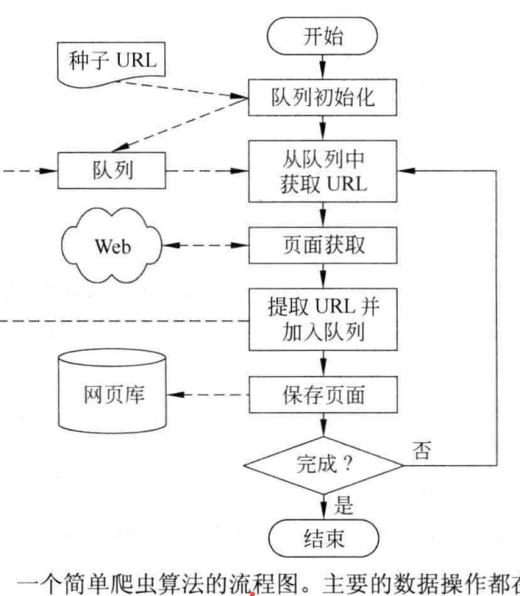 开始
种子 URL
队列初始化
队列
从队列中
获取 URL
Web
页面获取
提取 URL 并
加入队列
网页库
保存页面
完成？
否
是
结束
一个简单爬虫算法的流程图。主要的数据操作都在